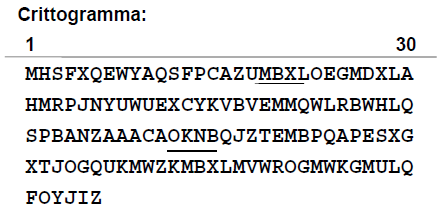 Crittogramma:
1 30
MHSFXQEWYAQSFPCAZUMBXLOEGMDXLA
HMRPJNYUWUEXCYKVBVEMMQWLRBWHLQ
SPBANZAAACAOKNBQJZTEMBPQAPESXG
XTJOGQUKMWZKMBXLMVWROGMWKGMULQ
FOYJIZ